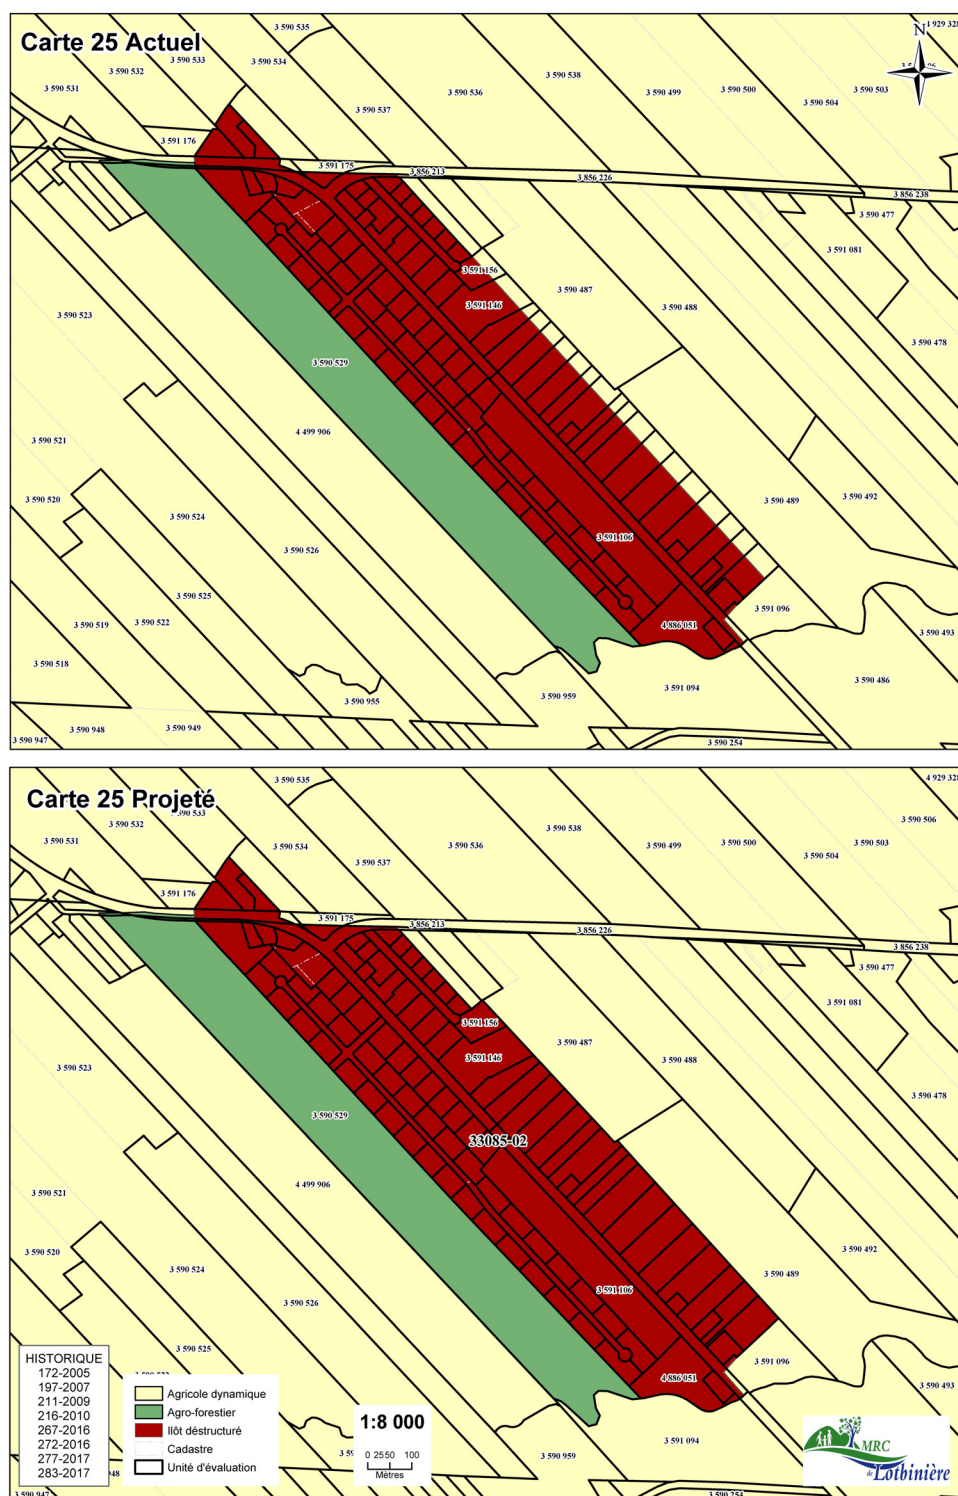 Carte 25 Actuel
N
3 590 535
4 929 328
3 590 534
3 590 533
3 590 532
3 590 531
3 590 538
3 590 536
3 590 537
3 590 499
3 590 500
3 590 503
3 590 504
3 591 176
3 591 175
3 856 213
3 856 226
3 856 238
3 590 477
3 591 081
3 591 156
3 590 487
3 591 146
3 590 488
3 590 523
3 590 478
3 590 529
4 499 906
3 590 521
3 590 520
3 590 489
3 590 492
3 590 524
3 591 106
3 590 526
3 590 525
3 591 096
3 590 519
3 590 522
4 886 051
3 590 493
3 590 518
3 590 486
3 591 094
3 590 959
3 590 955
3 590 948
3 590 949
3 590 947
3 590 254
Carte 25 Projeté
3 590 535
4 929 328
3 590 532
3 590 531
3 590 534
3 590 538
3 590 506
3 590 536
3 590 499
3 590 500
3 590 503
3 590 504
3 590 537
3 591 176
3 591 175
3 856 213
3 856 226
3 856 238
3 590 477
3 591 081
3 591 156
3 590 487
3 591 146
3 590 488
3 590 523
3 590 478
3 590 529
33085-02
4 499 906
3 590 521
3 590 520
3 590 492
3 590 524
3 590 489
3 591 106
3 590 526
3 590 525
3 591 096
4 886 051
3 590 493
3 591 094
3 590 959
3 590 947
3 590 254
HISTORIQUE
172-2005
197-2007
211-2009
216-2010
267-2016
272-2016
277-2017
283-2017
Agricole dynamique
Agro-forestier
Ilôt déstructuré
Cadastre
Unité d'évaluation
1:8 000
0 25 50 100
Mètres
MRC
de Lotbinière